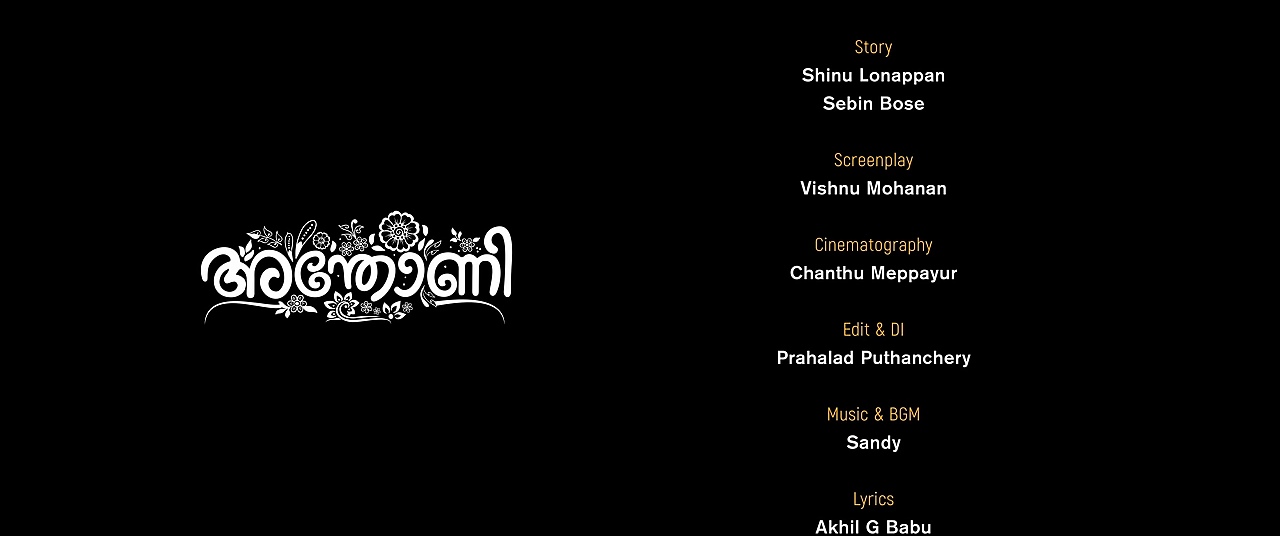 അന്തോണി
Story
Shinu Lonappan
Sebin Bose
Screenplay
Vishnu Mohanan
Cinematography
Chanthu Meppayur
Edit & DI
Prahalad Puthanchery
Music & BGM
Sandy
Lyrics
Akhil G Babu